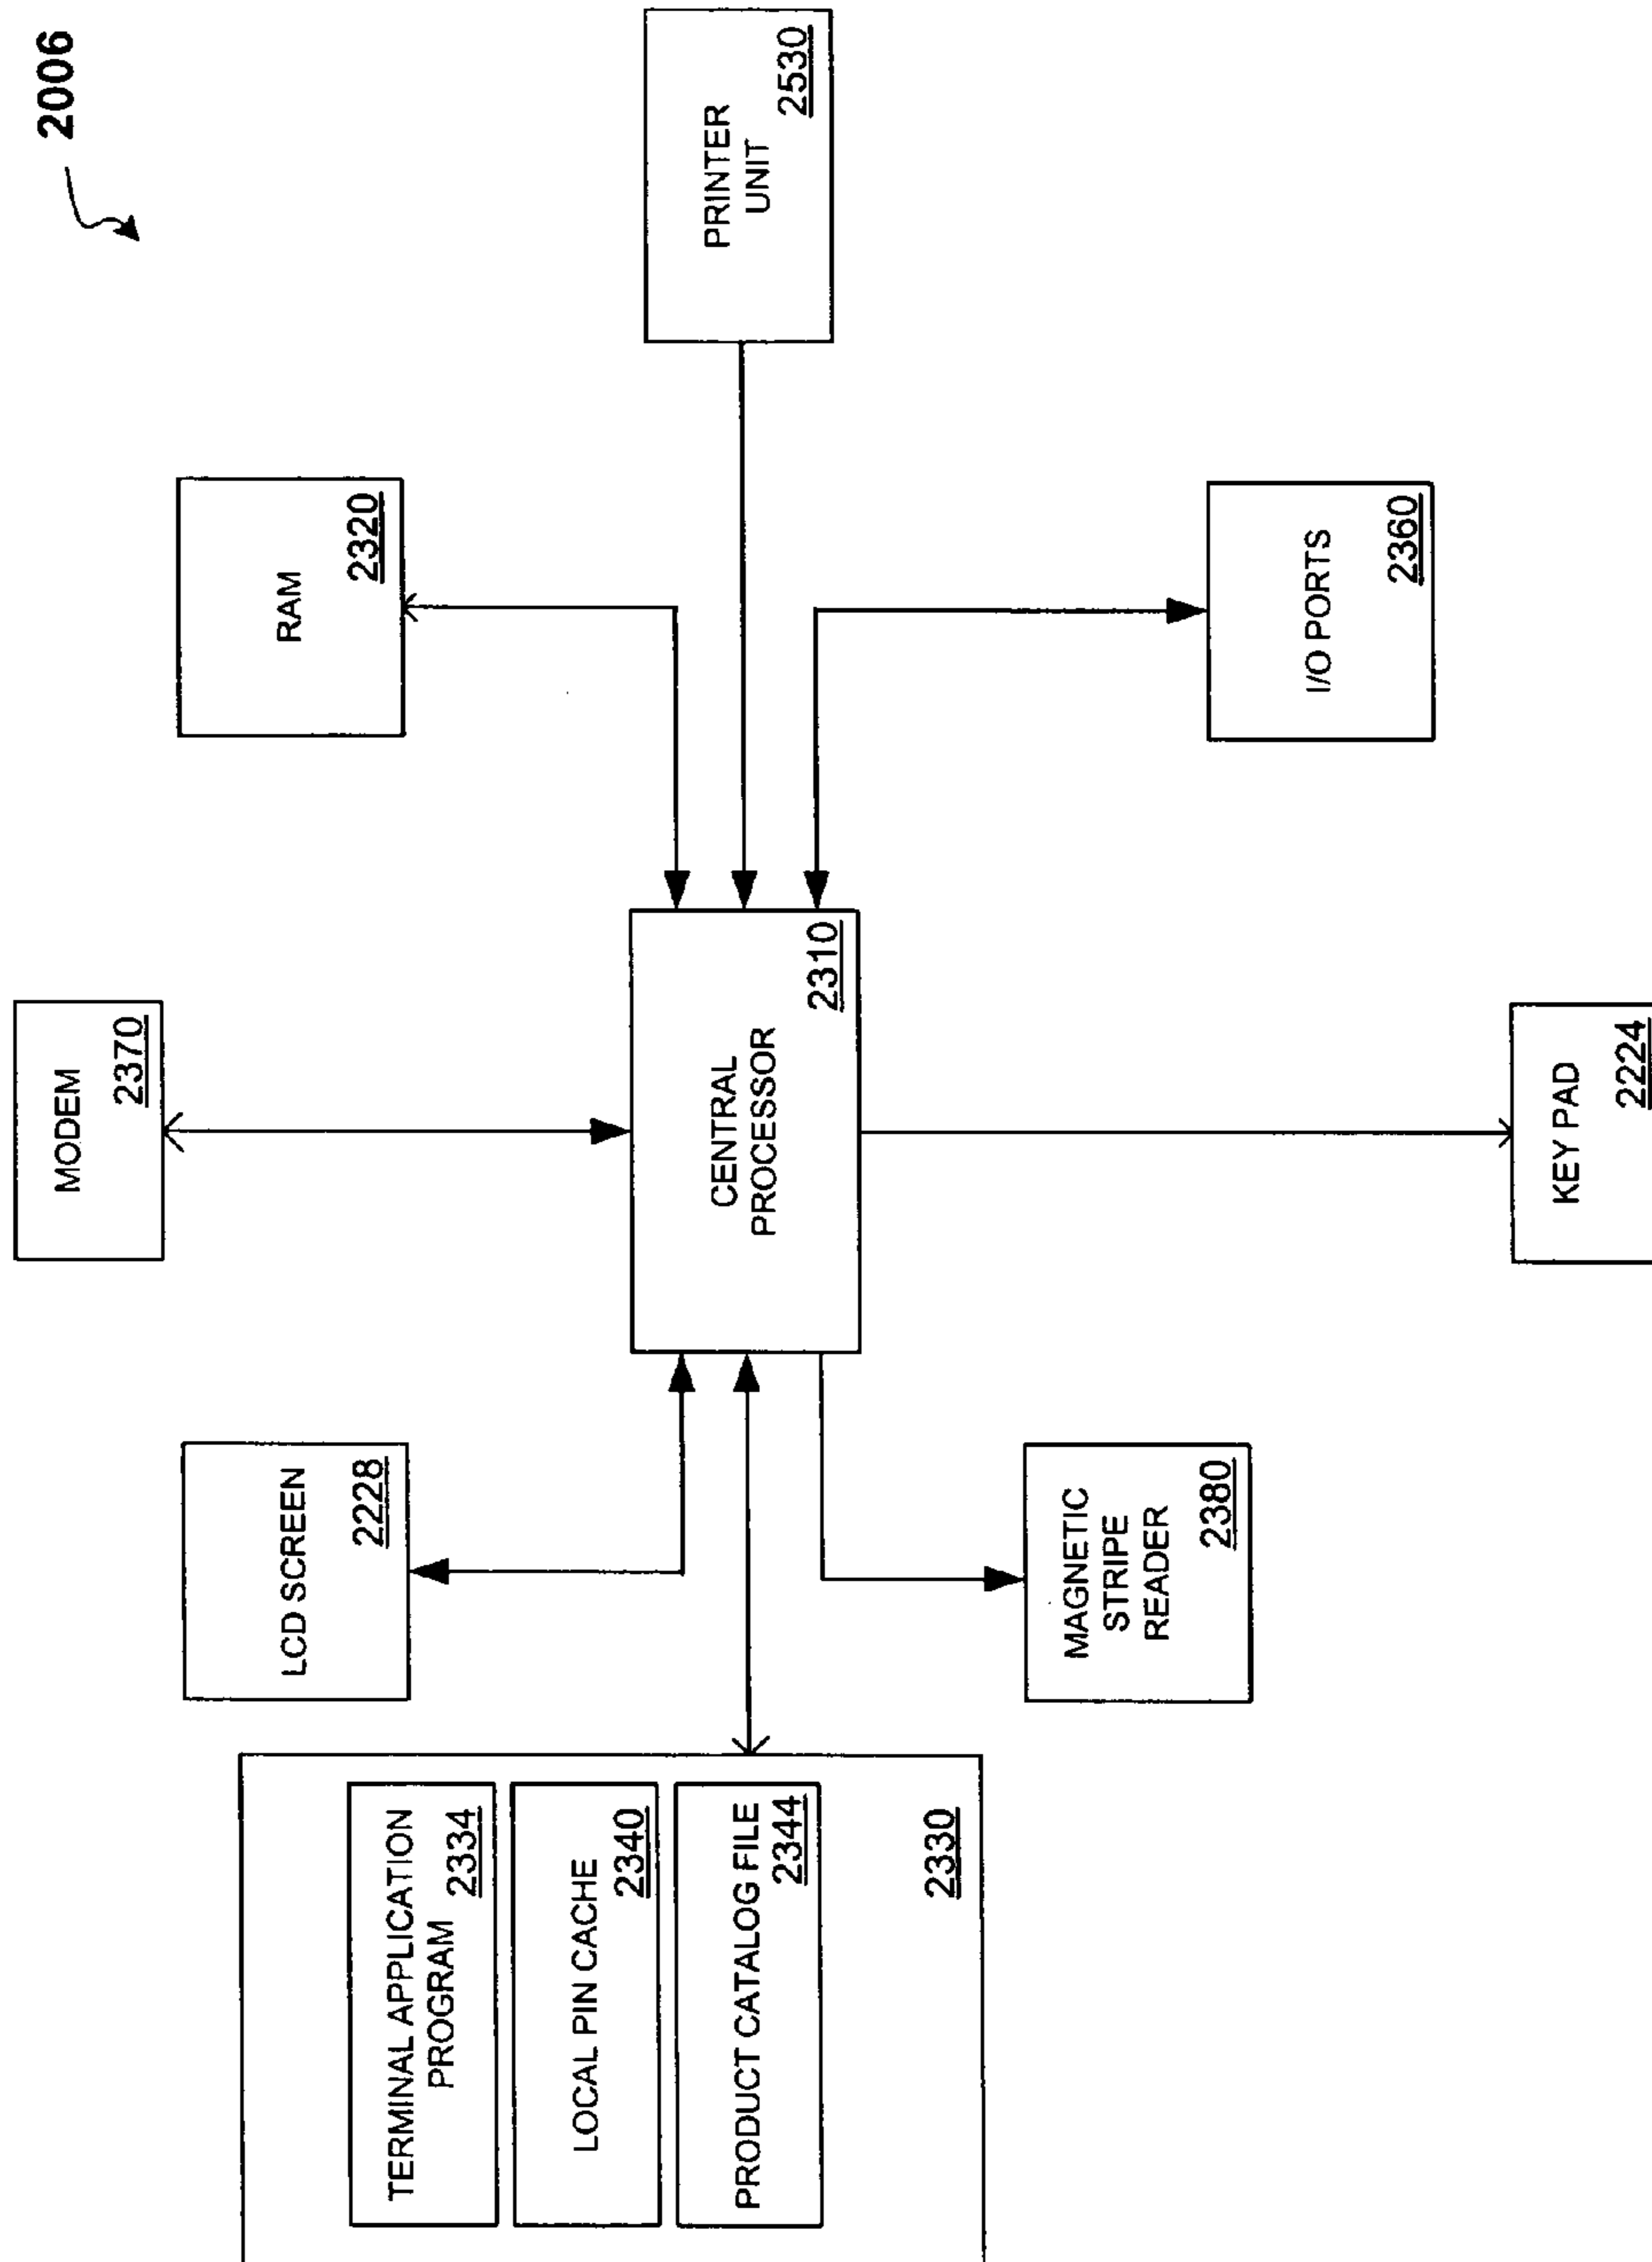 2006
TERMINAL APPLICATION
PROGRAM
2334
LOCAL PIN CACHE
2340
PRODUCT CATALOG FILE
2344
2330
LCD SCREEN
2228
MAGNETIC
STRIPE
READER
2380
MODEM
2370
CENTRAL
PROCESSOR
2310
KEY PAD
2224
RAM
2320
I/O PORTS
2360
PRINTER
UNIT
2530